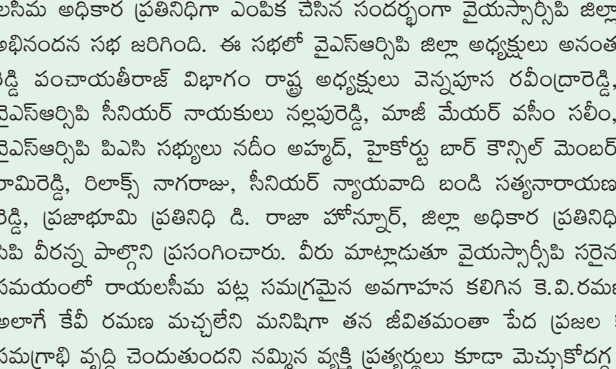 లసీమ అధికార ప్రతినిధిగా ఎంపిక చేసిన సందర్భంగా వైయస్సార్సీపి జిల్లా
అభినందన సభ జరిగింది. ఈ సభలో వైఎస్ఆర్సిపి జిల్లా అధ్యక్షులు అనంత
రెడ్డి పంచాయతీరాజ్ విభాగం రాష్ట్ర అధ్యక్షులు వెన్నపూస రవీంద్రారెడ్డి,
వైఎస్ఆర్సిపి సీనియర్ నాయకులు నల్లపురెడ్డి, మాజీ మేయర్ వసీం సలీం,
వైఎస్ఆర్సిపి పిఎసి సభ్యులు నదీం అహ్మద్, హైకోర్టు బార్ కౌన్సిల్ మెంబర్
రామిరెడ్డి, రిలాక్స్ నాగరాజు, సీనియర్ న్యాయవాది బండి సత్యనారాయణ
రెడ్డి, ప్రజాభూమి ప్రతినిధి డి. రాజా హోన్నూర్, జిల్లా అధికార ప్రతినిధి
సిపి వీరన్న పాల్గొని ప్రసంగించారు. వీరు మాట్లాడుతూ వైయస్సార్సీపి సరైన
సమయంలో రాయలసీమ పట్ల సమగ్రమైన అవగాహన కలిగిన కె.వి.రమణ
అలాగే కేవీ రమణ మచ్చలేని మనిషిగా తన జీవితమంతా పేద ప్రజల
సమగ్రాభి వృద్ధి చెందుతుందని నమ్మిన వ్యక్తి ప్రత్యర్థులు కూడా మెచ్చుకోదగ్గ